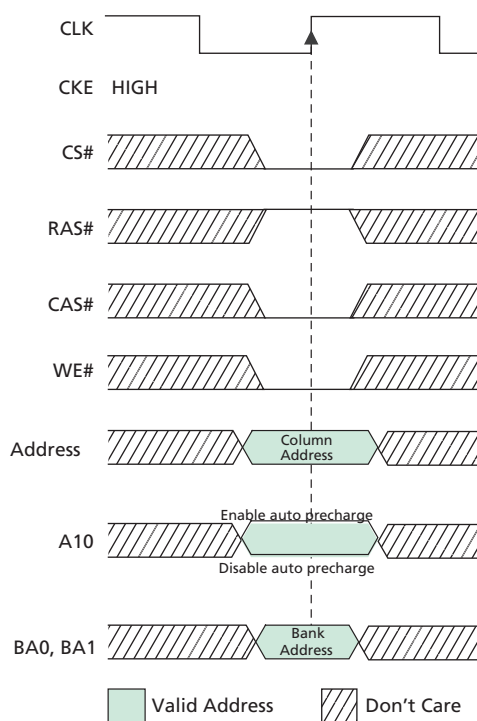 CLK
CKE HIGH
CS#
RAS#
CAS#
WE#
Address
Column
Address
Enable auto precharge
A10
Disable auto precharge
BA0, BA1
Bank
Address
Valid Address
Don't Care